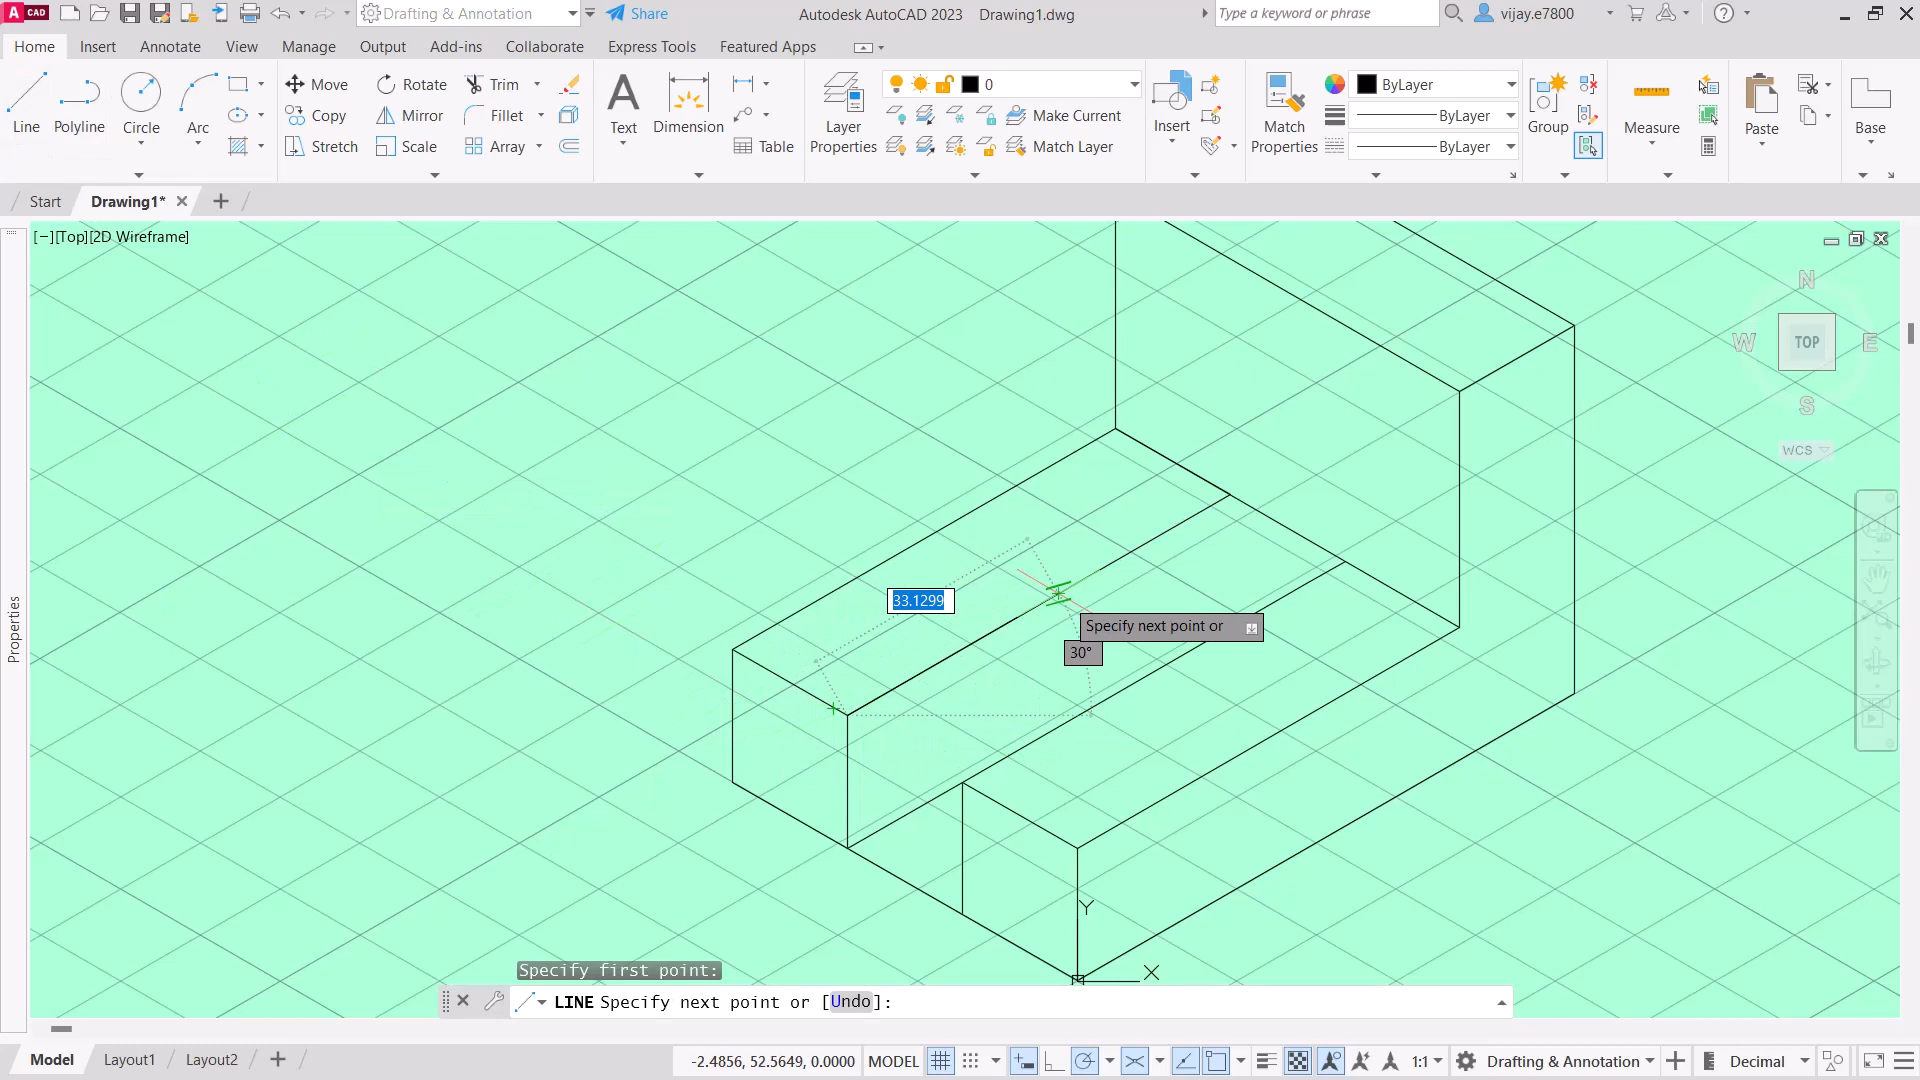 A CAD
Drafting & Annotation
Share
Autodesk AutoCAD 2023 Drawing1.dwg
Type a keyword or phrase
vijay.e7800
Home Insert Annotate View Manage Output Add-ins Collaborate Express Tools Featured Apps
Line
Polyline
Circle
Arc
Move
Rotate
Trim
Copy
Mirror
Fillet
Stretch
Scale
Array
Text
Dimension
Table
Layer
Properties
0
Make Current
Match Layer
Insert
Match
Properties
ByLayer
ByLayer
ByLayer
Group
Measure
Paste
Base
Start
Drawing1*
[−][Top][2D Wireframe]
N
W
TOP
E
S
WCS
33.1299
Specify next point or
30°
Properties
Y
X
Specify first point:
LINE Specify next point or [Undo]:
Model Layout1 Layout2
-2.4856, 52.5649, 0.0000
MODEL
1:1
Drafting & Annotation
Decimal